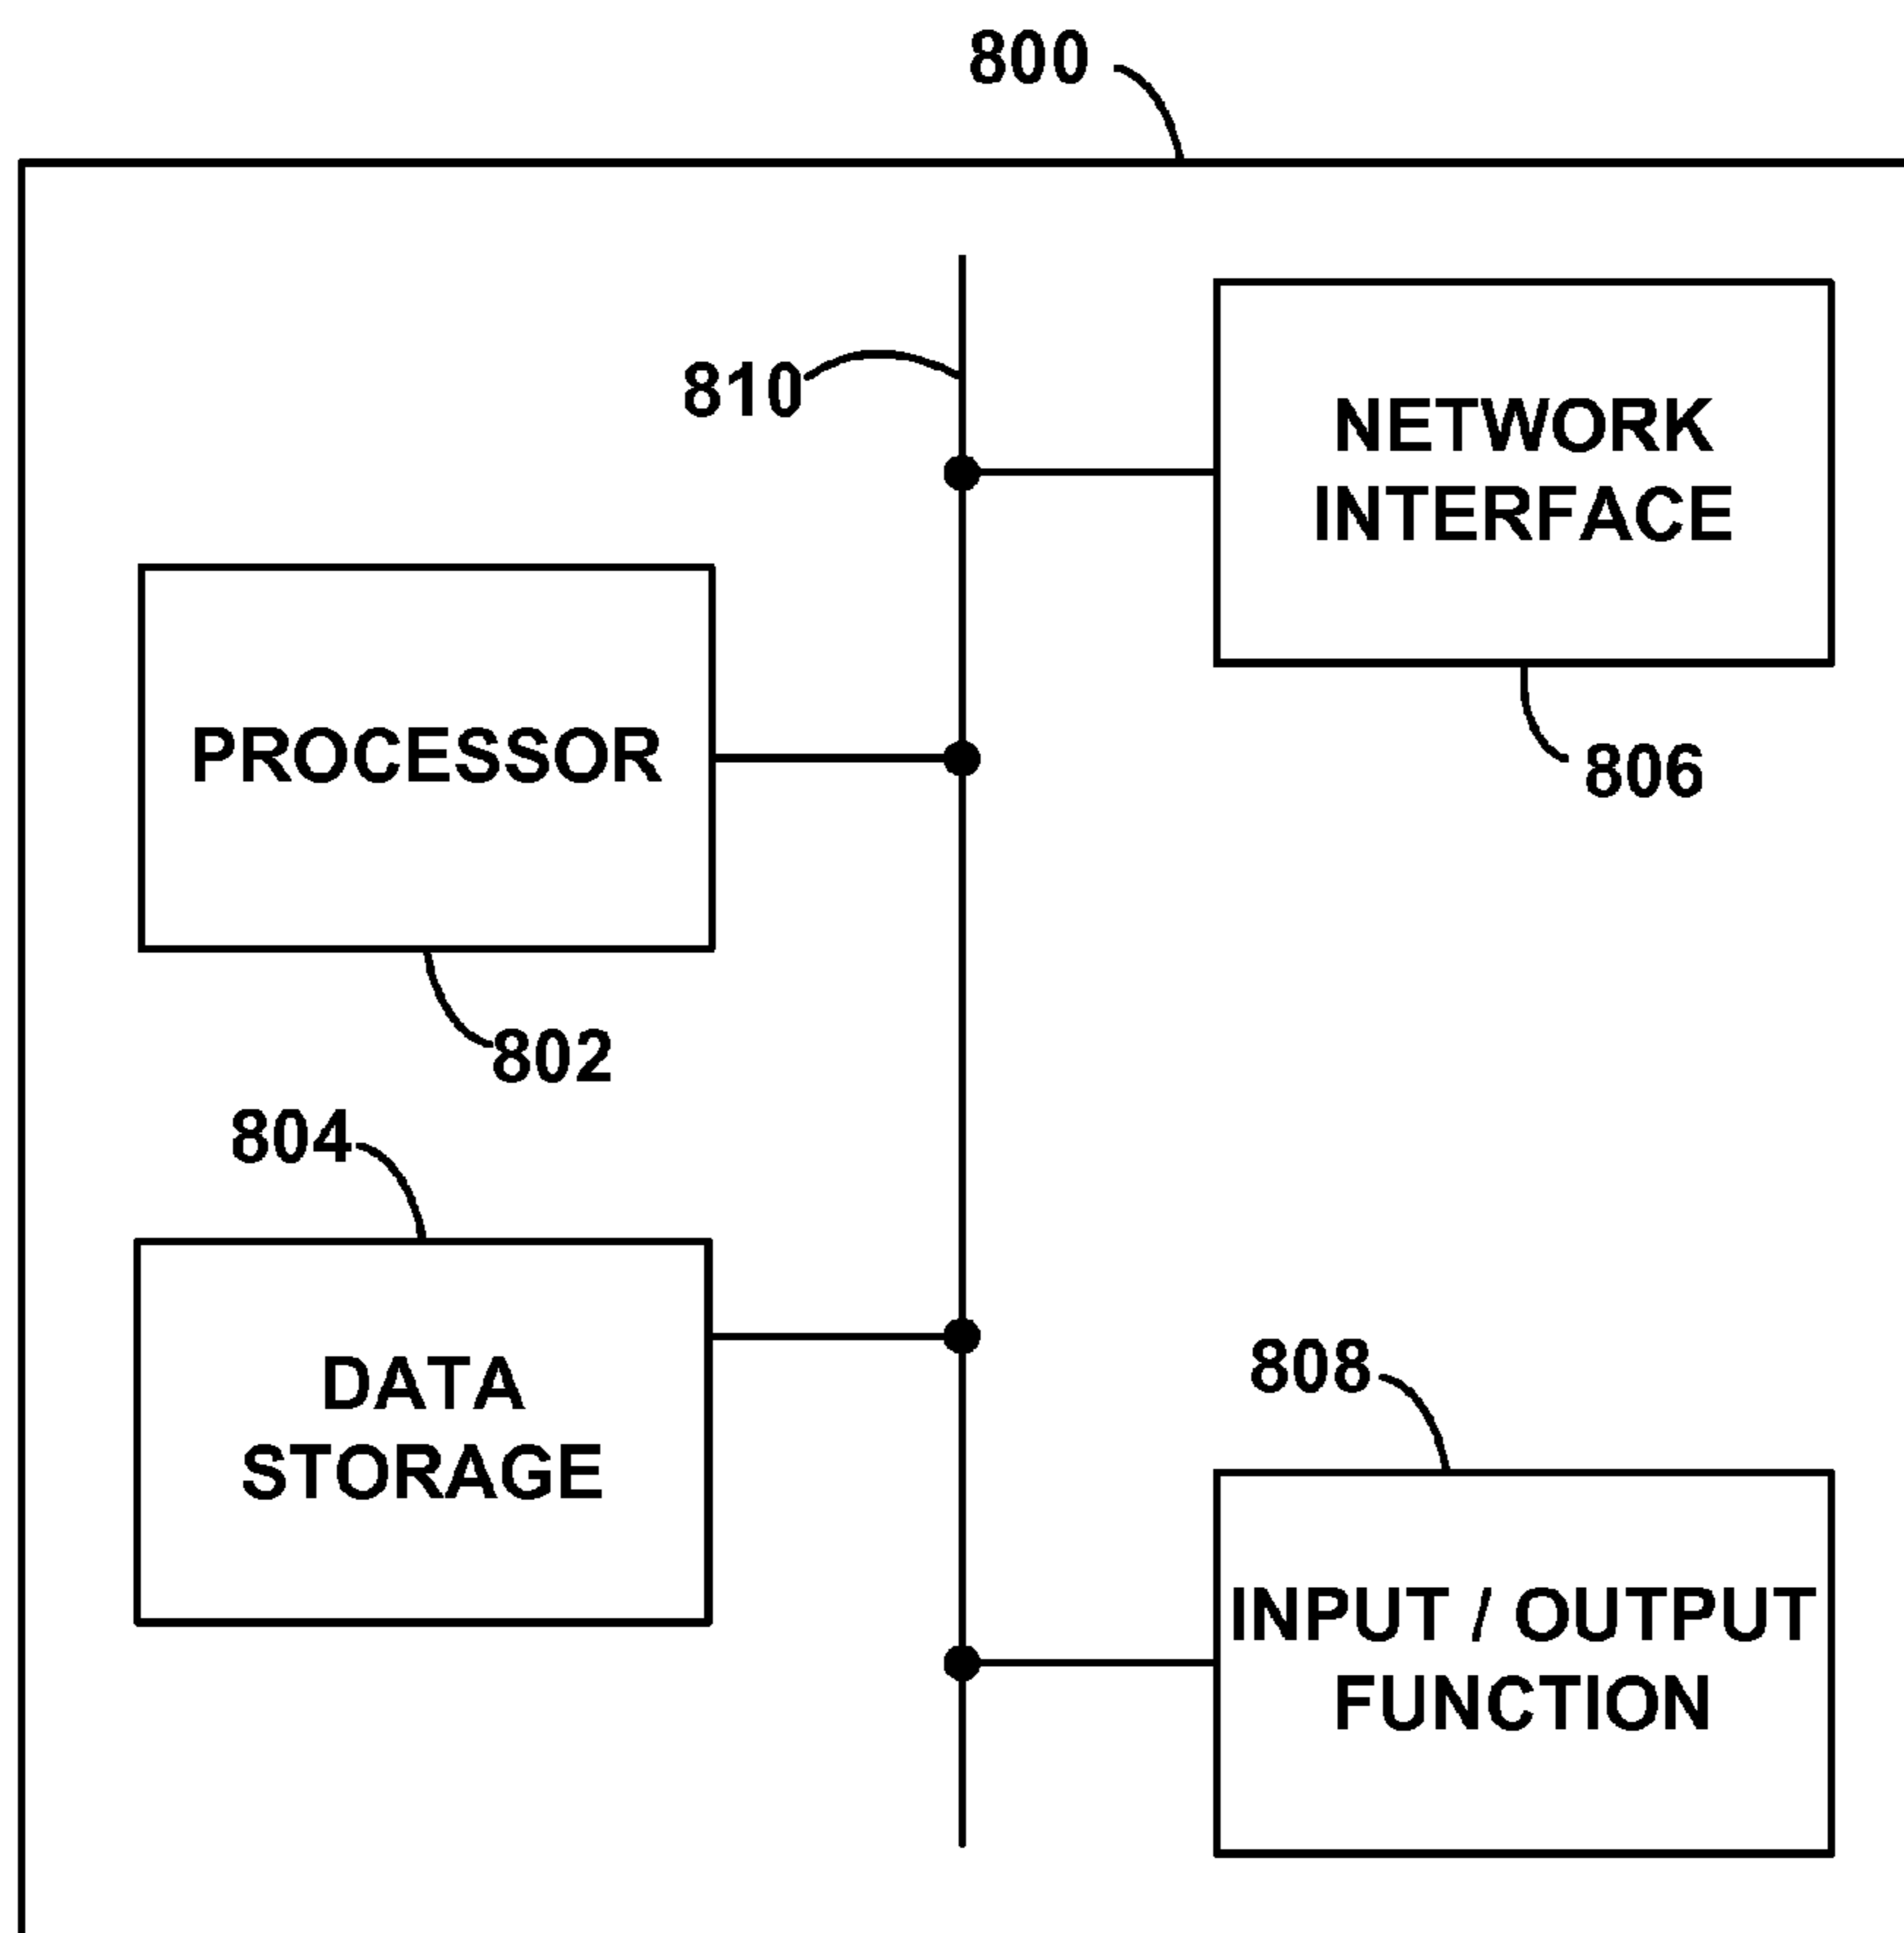 800
810
NETWORK
INTERFACE
806
PROCESSOR
802
804
DATA
STORAGE
808
INPUT / OUTPUT
FUNCTION